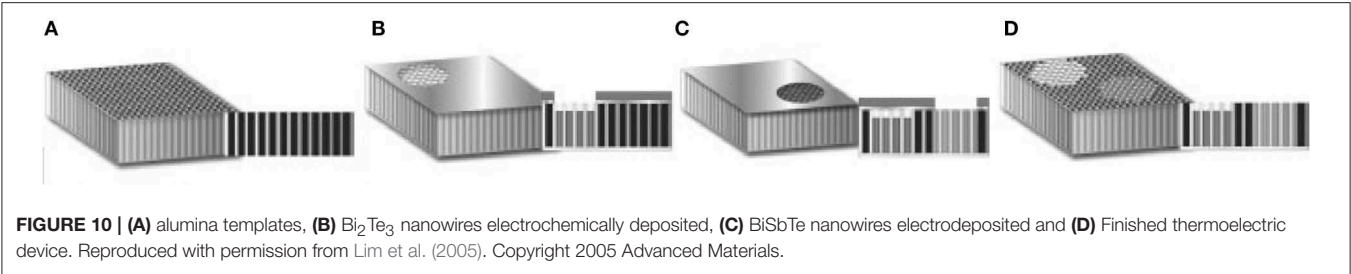 A B C D
FIGURE 10 | (A) alumina templates, (B) Bi₂Te₃ nanowires electrochemically deposited, (C) BiSbTe nanowires electrodeposited and (D) Finished thermoelectric
device. Reproduced with permission from Lim et al. (2005). Copyright 2005 Advanced Materials.